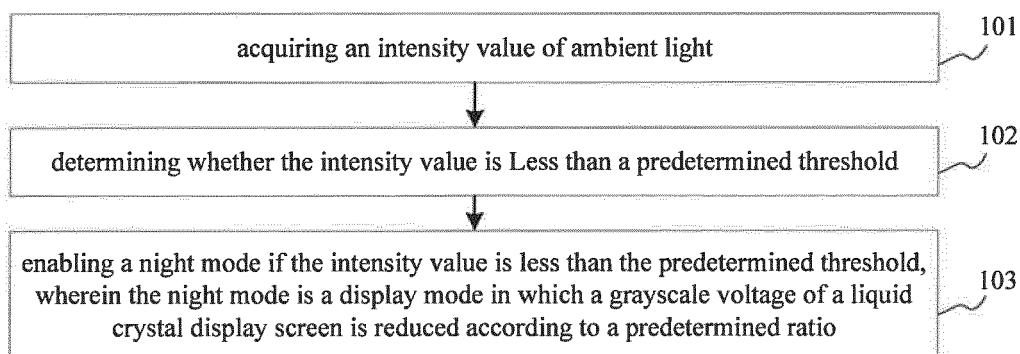 101
acquiring an intensity value of ambient light
102
determining whether the intensity value is Less than a predetermined threshold
enabling a night mode if the intensity value is less than the predetermined threshold,
wherein the night mode is a display mode in which a grayscale voltage of a liquid
103
crystal display screen is reduced according to a predetermined ratio